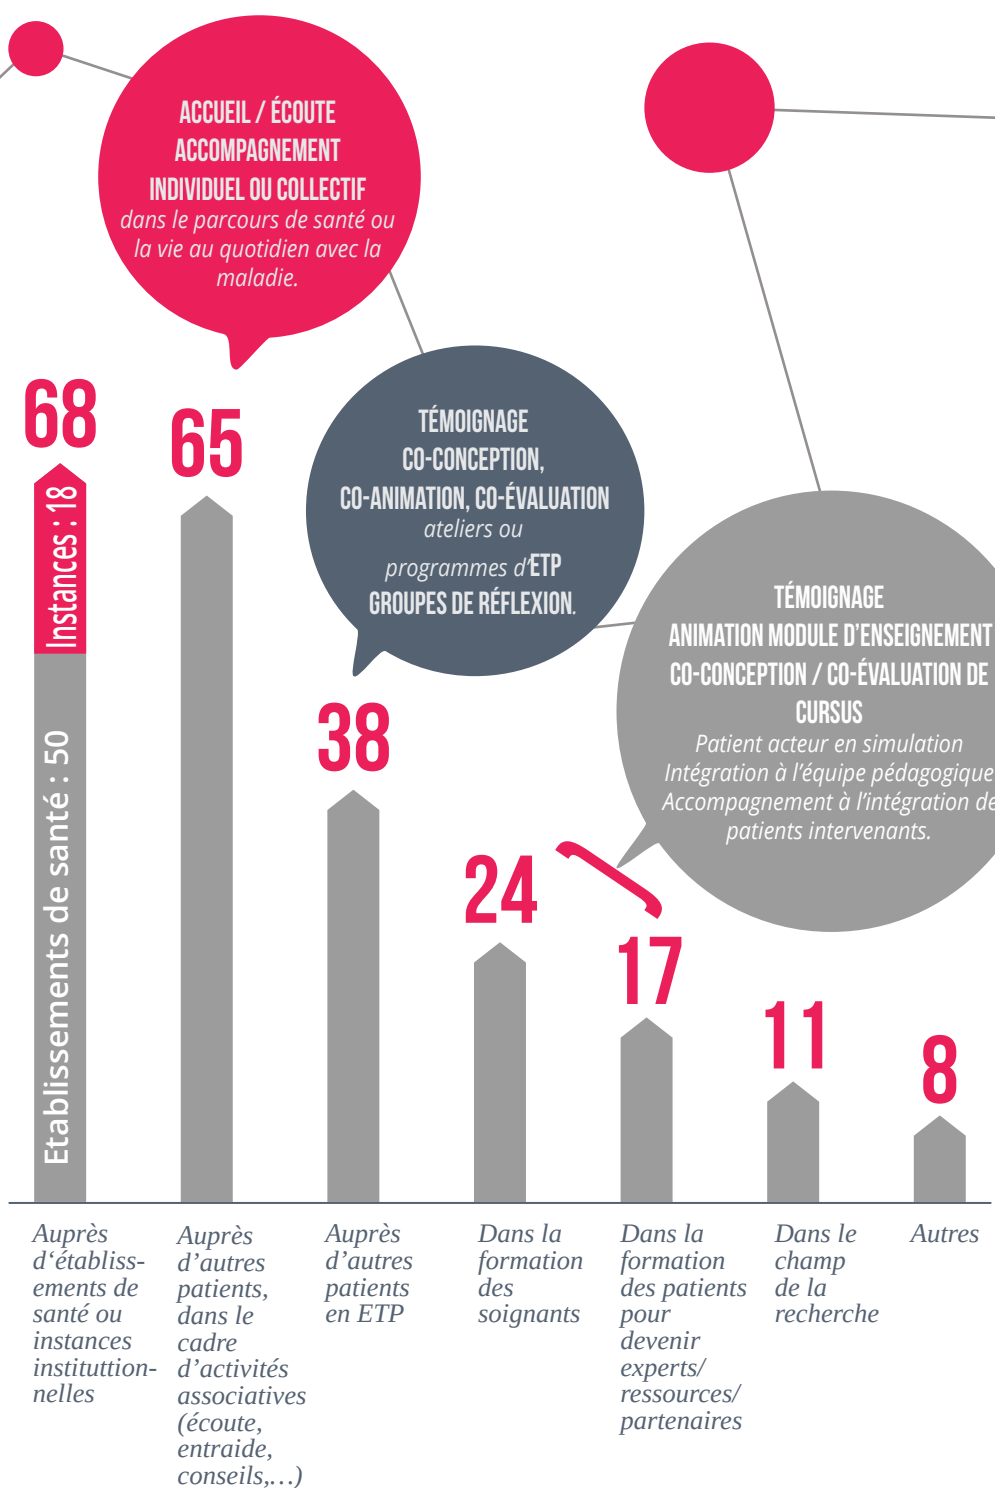 ACCUEIL / ÉCOUTE
ACCOMPAGNEMENT
INDIVIDUEL OU COLLECTIF
dans le parcours de santé ou
la vie au quotidien avec la
maladie.
TÉMOIGNAGE
CO-CONCEPTION,
CO-ANIMATION, CO-ÉVALUATION
ateliers ou
programmes d'ETP
GROUPES DE RÉFLEXION.
TÉMOIGNAGE
ANIMATION MODULE D'ENSEIGNEMENT
CO-CONCEPTION / CO-ÉVALUATION DE
CURSUS
Patient acteur en simulation
Intégration à l'équipe pédagogique
Accompagnement à l'intégration de
patients intervenants.
68
Instances : 18
Etablissements de santé : 50
65
38
24
17
11
8
Auprès
d‘établiss-
ements de
santé ou
instances
instituttion-
nelles
Auprès
d’autres
patients,
dans le
cadre
d’activités
associatives
(écoute,
entraide,
conseils,…)
Auprès
d’autres
patients
en ETP
Dans la
formation
des
soignants
Dans la
formation
des patients
pour
devenir
experts/
ressources/
partenaires
Dans le
champ
de la
recherche
Autres